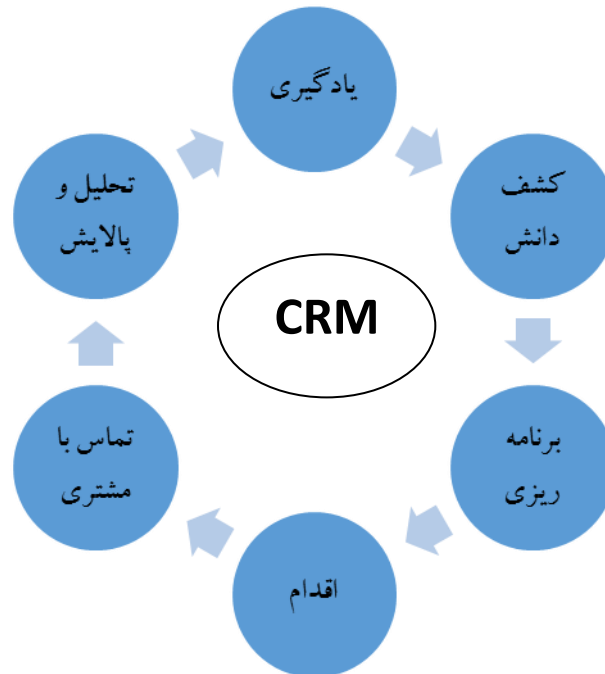 یادگیری
کشف
دانش
برنامه
ریزی
اقدام
تماس با
مشتری
تحلیل و
پالایش
CRM